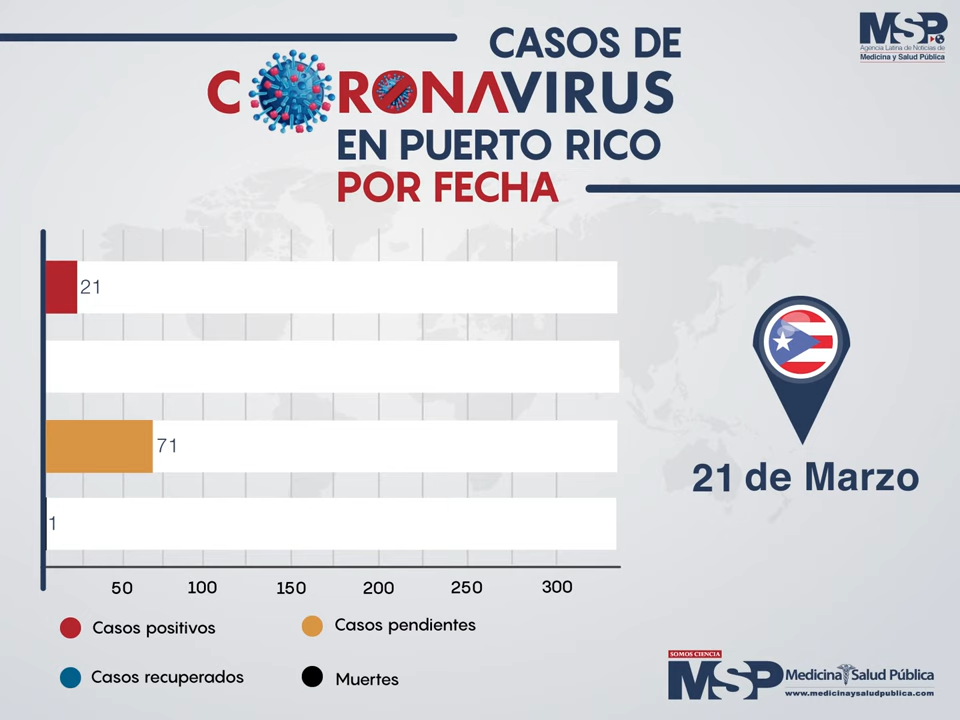 CASOS DE
CORONAVIRUS
EN PUERTO RICO
POR FECHA
MSP
Agencia Latina de Noticias de
Medicina y Salud Pública
21
71
1
50 100 150 200 250 300
Casos positivos
Casos pendientes
Casos recuperados
Muertes
21 de Marzo
SOMOS CIENCIA
MSP Medicina Salud Pública
www.medicinaysaludpublica.com